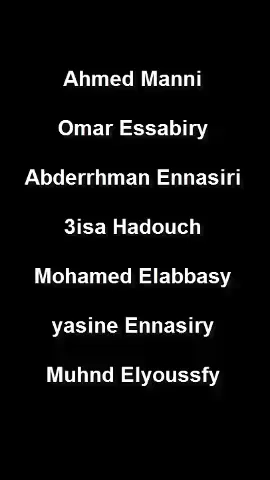 Ahmed Manni
Omar Essabiry
Abderrhman Ennasiri
3isa Hadouch
Mohamed Elabbasy
yasine Ennasiry
Muhnd Elyoussfy